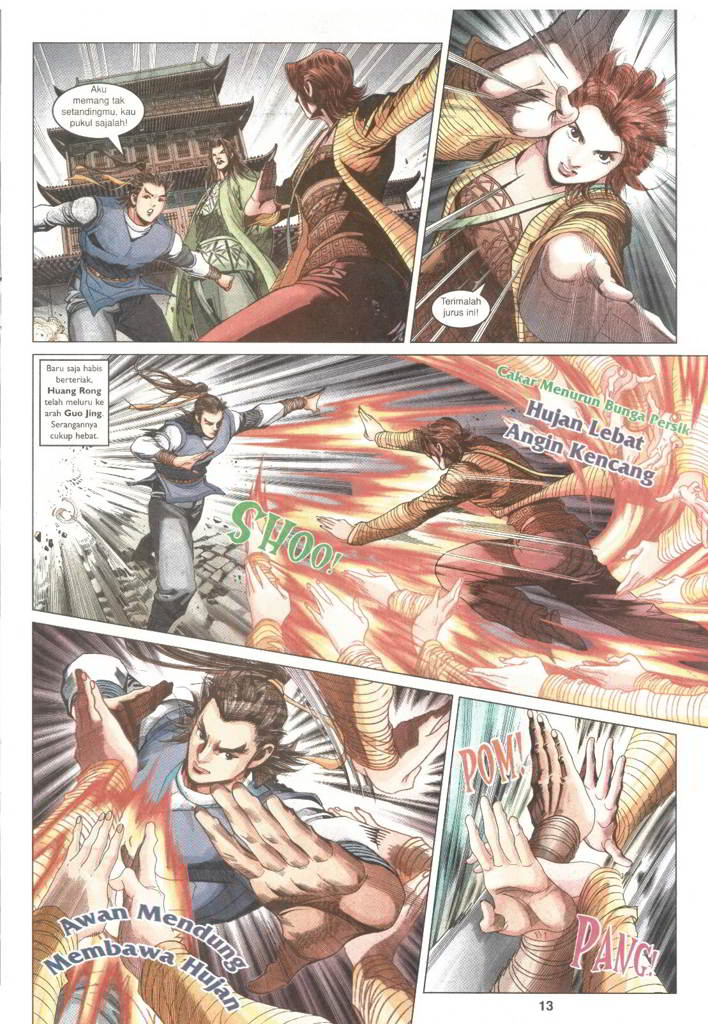 Aku
memang tak
setandingmu, kau
pukul sajalah!
Terimalah
jurus ini!
Baru saja habis
berteriak,
Huang Rong
telah meluru ke
arah Guo Jing.
Serangannya
cukup hebat.
Cakar Menurun Bunga Persik
Hujan Lebat
Angin Kencang
SHOO!
Awan Mendung
Membawa Hujan
POM!
PANG!
13